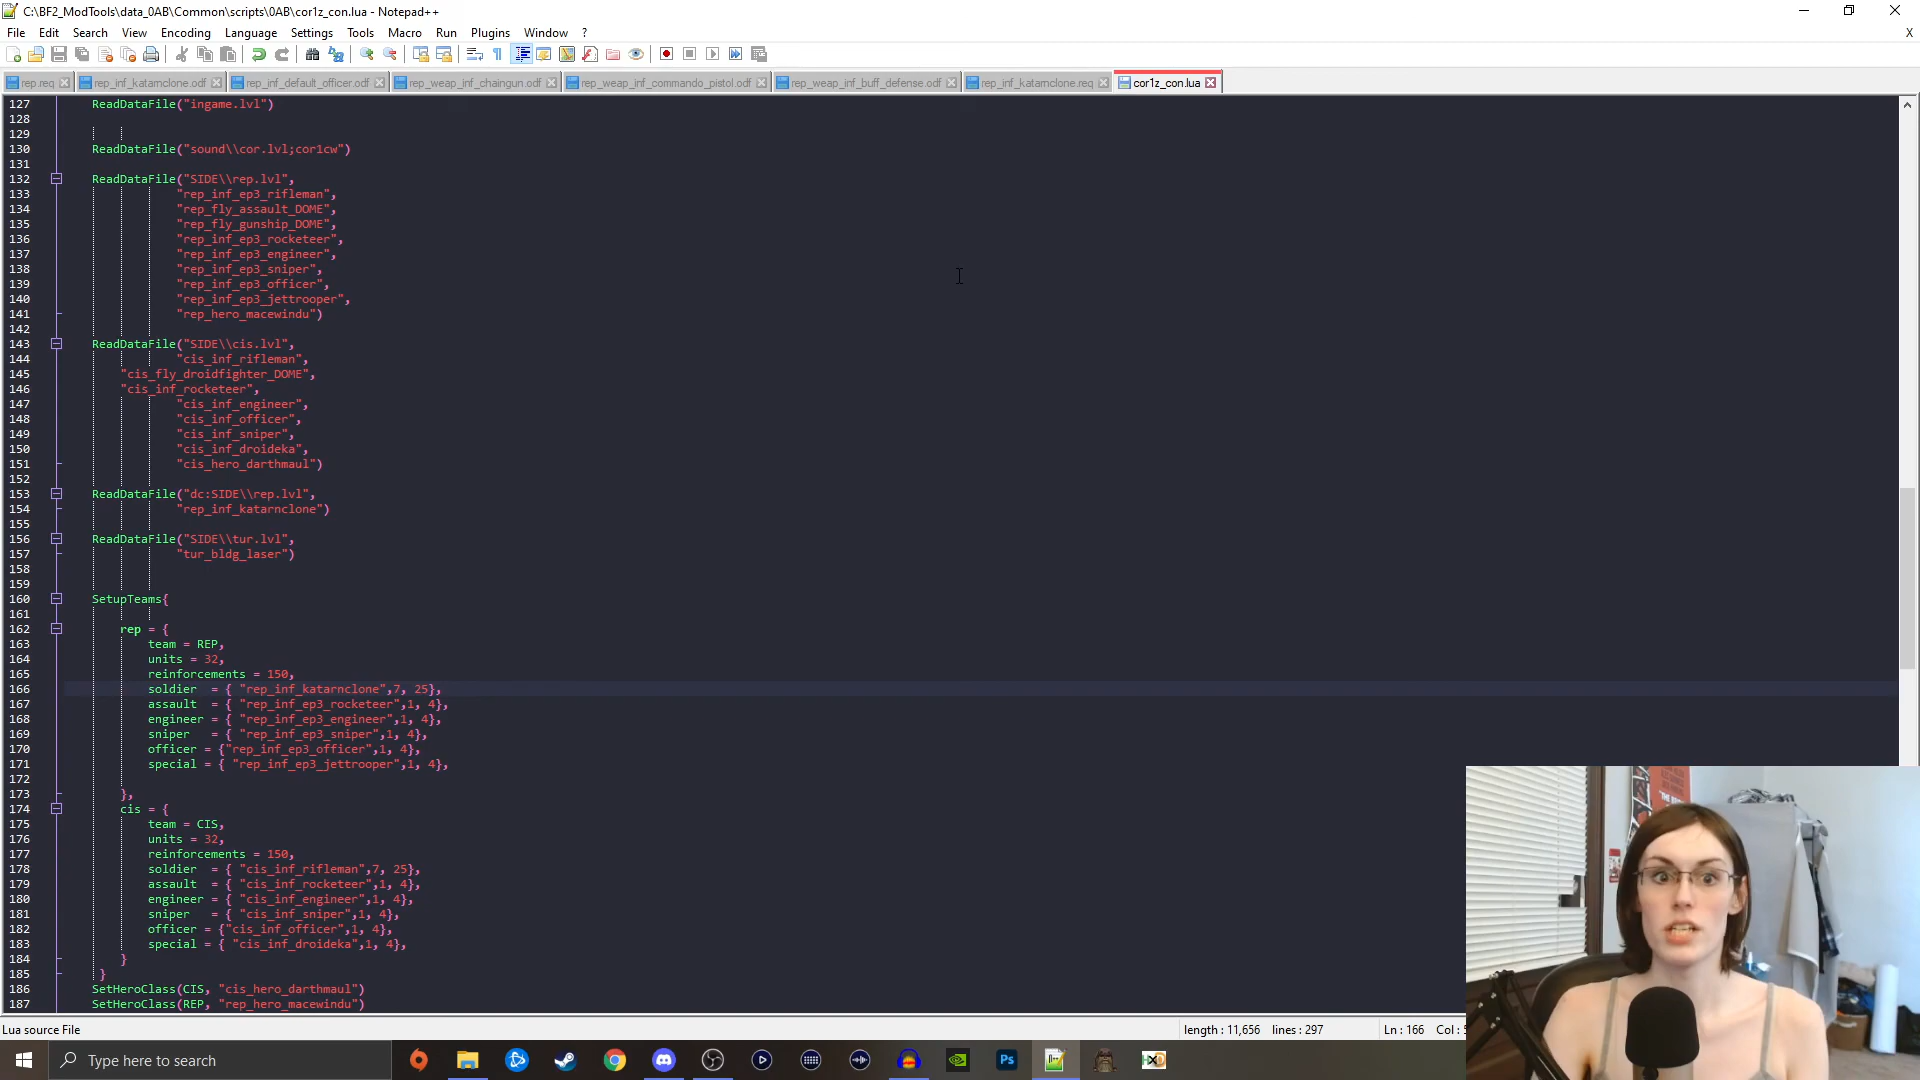 C:\BF2_ModTools\data_0AB\Common\scripts\0AB\cor1z_con.lua - Notepad++
File Edit Search View Encoding Language Settings Tools Macro Run Plugins Window ? X
rep.req rep_inf_katarnclone.odf rep_inf_default_officer.odf rep_weap_inf_chaingun.odf rep_weap_inf_commando_pistol.odf rep_weap_inf_buff_defense.odf rep_inf_katarnclone.req cor1z_con.lua
127 ReadDataFile("ingame.lvl")
128
129
130 ReadDataFile("sound\\cor.lvl;cor1cw")
131
132 ReadDataFile("SIDE\\rep.lvl",
133 "rep_inf_ep3_rifleman",
134 "rep_fly_assault_DOME",
135 "rep_fly_gunship_DOME",
136 "rep_inf_ep3_rocketeer",
137 "rep_inf_ep3_engineer",
138 "rep_inf_ep3_sniper",
139 "rep_inf_ep3_officer",
140 "rep_inf_ep3_jettrooper",
141 "rep_hero_macewindu")
142
143 ReadDataFile("SIDE\\cis.lvl",
144 "cis_inf_rifleman",
145 "cis_fly_droidfighter_DOME",
146 "cis_inf_rocketeer",
147 "cis_inf_engineer",
148 "cis_inf_officer",
149 "cis_inf_sniper",
150 "cis_inf_droideka",
151 "cis_hero_darthmaul")
152
153 ReadDataFile("dc:SIDE\\rep.lvl",
154 "rep_inf_katarnclone")
155
156 ReadDataFile("SIDE\\tur.lvl",
157 "tur_bldg_laser")
158
159
160 SetupTeams{
161
162 rep = {
163 team = REP,
164 units = 32,
165 reinforcements = 150,
166 soldier = { "rep_inf_katarnclone",7, 25},
167 assault = { "rep_inf_ep3_rocketeer",1, 4},
168 engineer = { "rep_inf_ep3_engineer",1, 4},
169 sniper = { "rep_inf_ep3_sniper",1, 4},
170 officer = {"rep_inf_ep3_officer",1, 4},
171 special = { "rep_inf_ep3_jettrooper",1, 4},
172
173 },
174 cis = {
175 team = CIS,
176 units = 32,
177 reinforcements = 150,
178 soldier = { "cis_inf_rifleman",7, 25},
179 assault = { "cis_inf_rocketeer",1, 4},
180 engineer = { "cis_inf_engineer",1, 4},
181 sniper = { "cis_inf_sniper",1, 4},
182 officer = {"cis_inf_officer",1, 4},
183 special = { "cis_inf_droideka",1, 4},
184 }
185 }
186 SetHeroClass(CIS, "cis_hero_darthmaul")
187 SetHeroClass(REP, "rep_hero_macewindu")
Lua source File length : 11,656 lines : 297 Ln : 166 Col :
Type here to search Ps